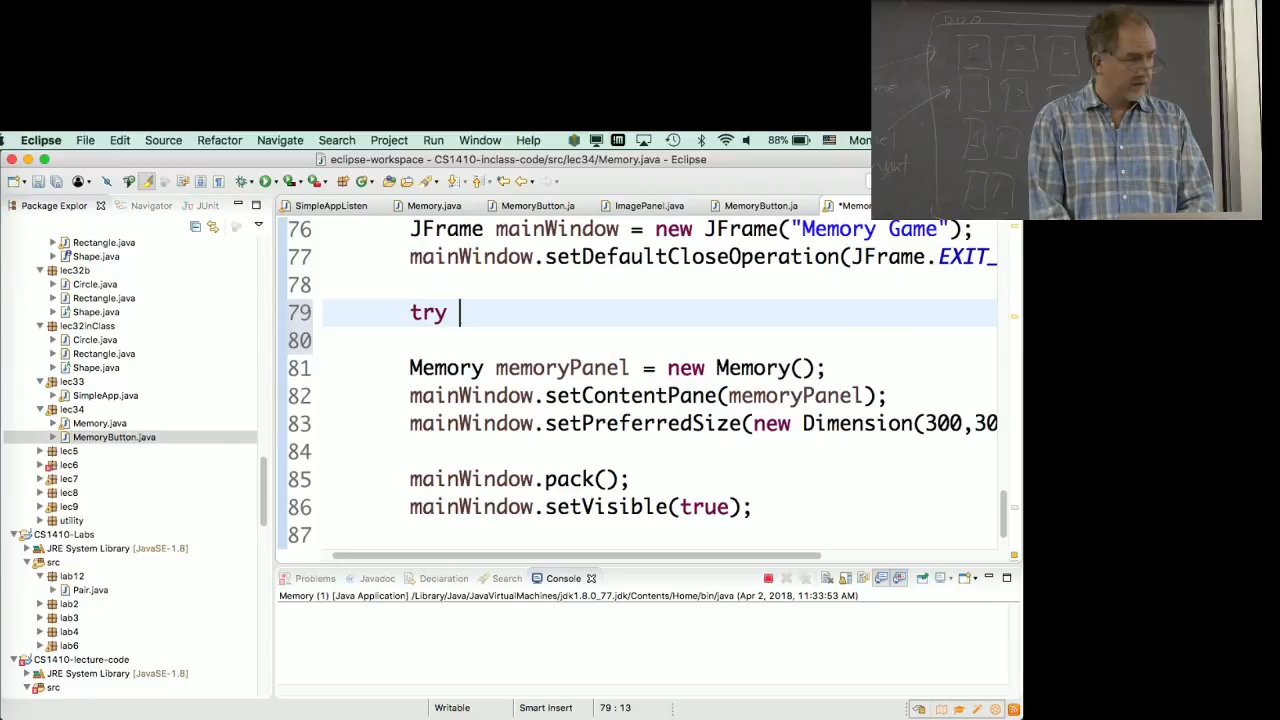 Eclipse File Edit Source Refactor Navigate Search Project Run Window Help 88% Mon
eclipse-workspace - CS1410-inclass-code/src/lec34/Memory.java - Eclipse
Package Explor Navigator JUnit
SimpleAppListen Memory.java MemoryButton.ja ImagePanel.java MemoryButton.ja *Memor
Rectangle.java
Shape.java
lec32b
Circle.java
Rectangle.java
Shape.java
lec32inClass
Circle.java
Rectangle.java
Shape.java
lec33
SimpleApp.java
lec34
Memory.java
MemoryButton.java
lec5
lec6
lec7
lec8
lec9
utility
CS1410-Labs
JRE System Library [JavaSE-1.8]
src
lab12
Pair.java
lab2
lab3
lab4
lab6
CS1410-lecture-code
JRE System Library [JavaSE-1.8]
src
76 JFrame mainWindow = new JFrame("Memory Game");
77 mainWindow.setDefaultCloseOperation(JFrame.EXIT_
78
79 try
80
81 Memory memoryPanel = new Memory();
82 mainWindow.setContentPane(memoryPanel);
83 mainWindow.setPreferredSize(new Dimension(300,30
84
85 mainWindow.pack();
86 mainWindow.setVisible(true);
87
Problems Javadoc Declaration Search Console
Memory (1) [Java Application] /Library/Java/JavaVirtualMachines/jdk1.8.0_77.jdk/Contents/Home/bin/java (Apr 2, 2018, 11:33:53 AM)
Writable Smart Insert 79 : 13